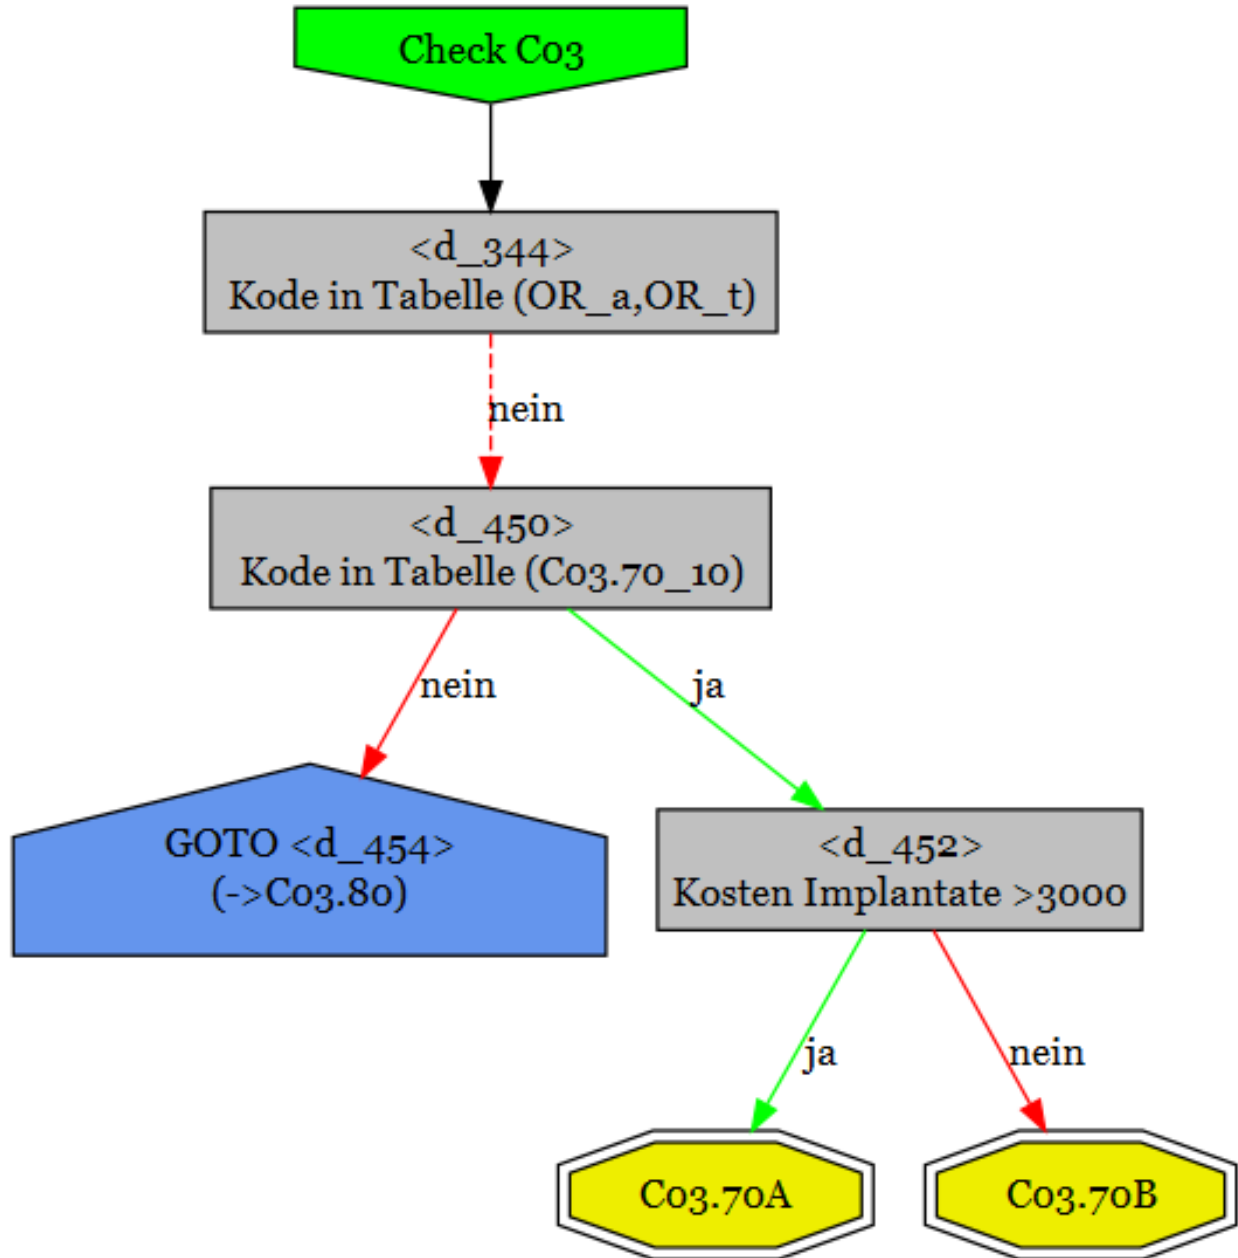 Check C03
<d_344>
Kode in Tabelle (OR_a,OR_t)
nein
<d_450>
Kode in Tabelle (C03.70_10)
nein
ja
GOTO <d_454>
(->C03.80)
<d_452>
Kosten Implantate >3000
ja
nein
C03.70A
C03.70B